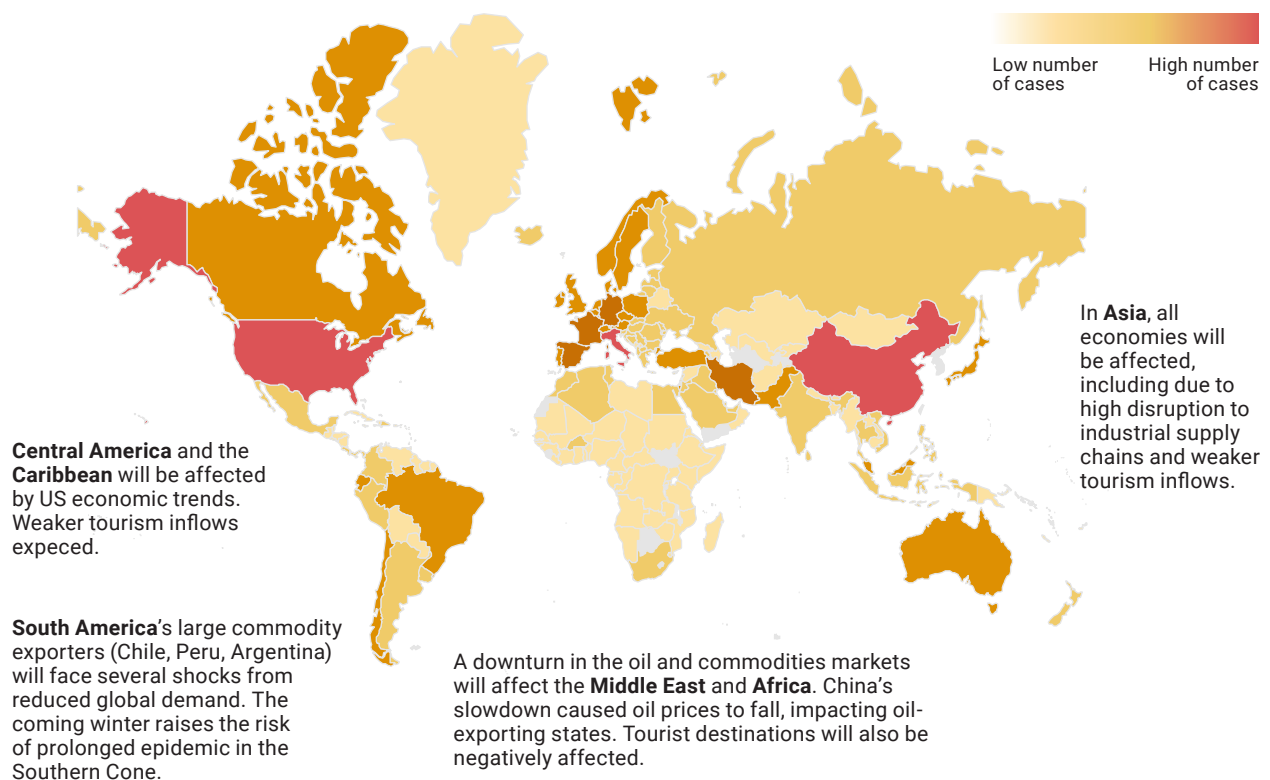 Low number
of cases
High number
of cases
In Asia, all
economies will
be affected,
including due to
high disruption to
industrial supply
chains and weaker
tourism inflows.
Central America and the
Caribbean will be affected
by US economic trends.
Weaker tourism inflows
expeced.
South America's large commodity
exporters (Chile, Peru, Argentina)
will face several shocks from
reduced global demand. The
coming winter raises the risk
of prolonged epidemic in the
Southern Cone.
A downturn in the oil and commodities markets
will affect the Middle East and Africa. China's
slowdown caused oil prices to fall, impacting oil-
exporting states. Tourist destinations will also be
negatively affected.